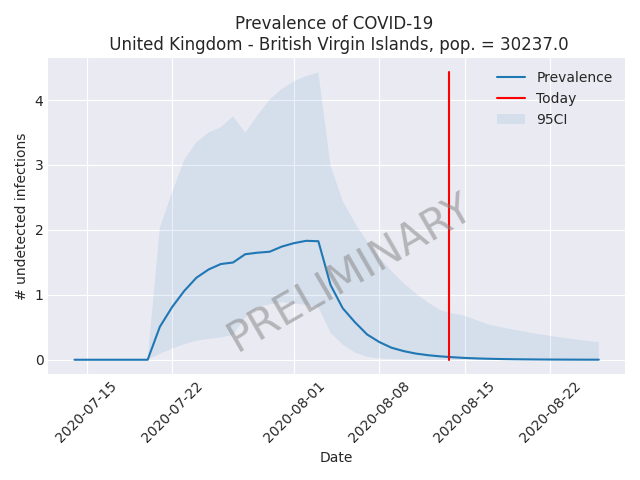 Prevalence of COVID-19
United Kingdom - British Virgin Islands, pop. = 30237.0
Prevalence
Today
95CI
# undetected infections
4
3
2
1
0
PRELIMINARY
2020-07-15
2020-07-22
2020-08-01
2020-08-08
2020-08-15
2020-08-22
Date